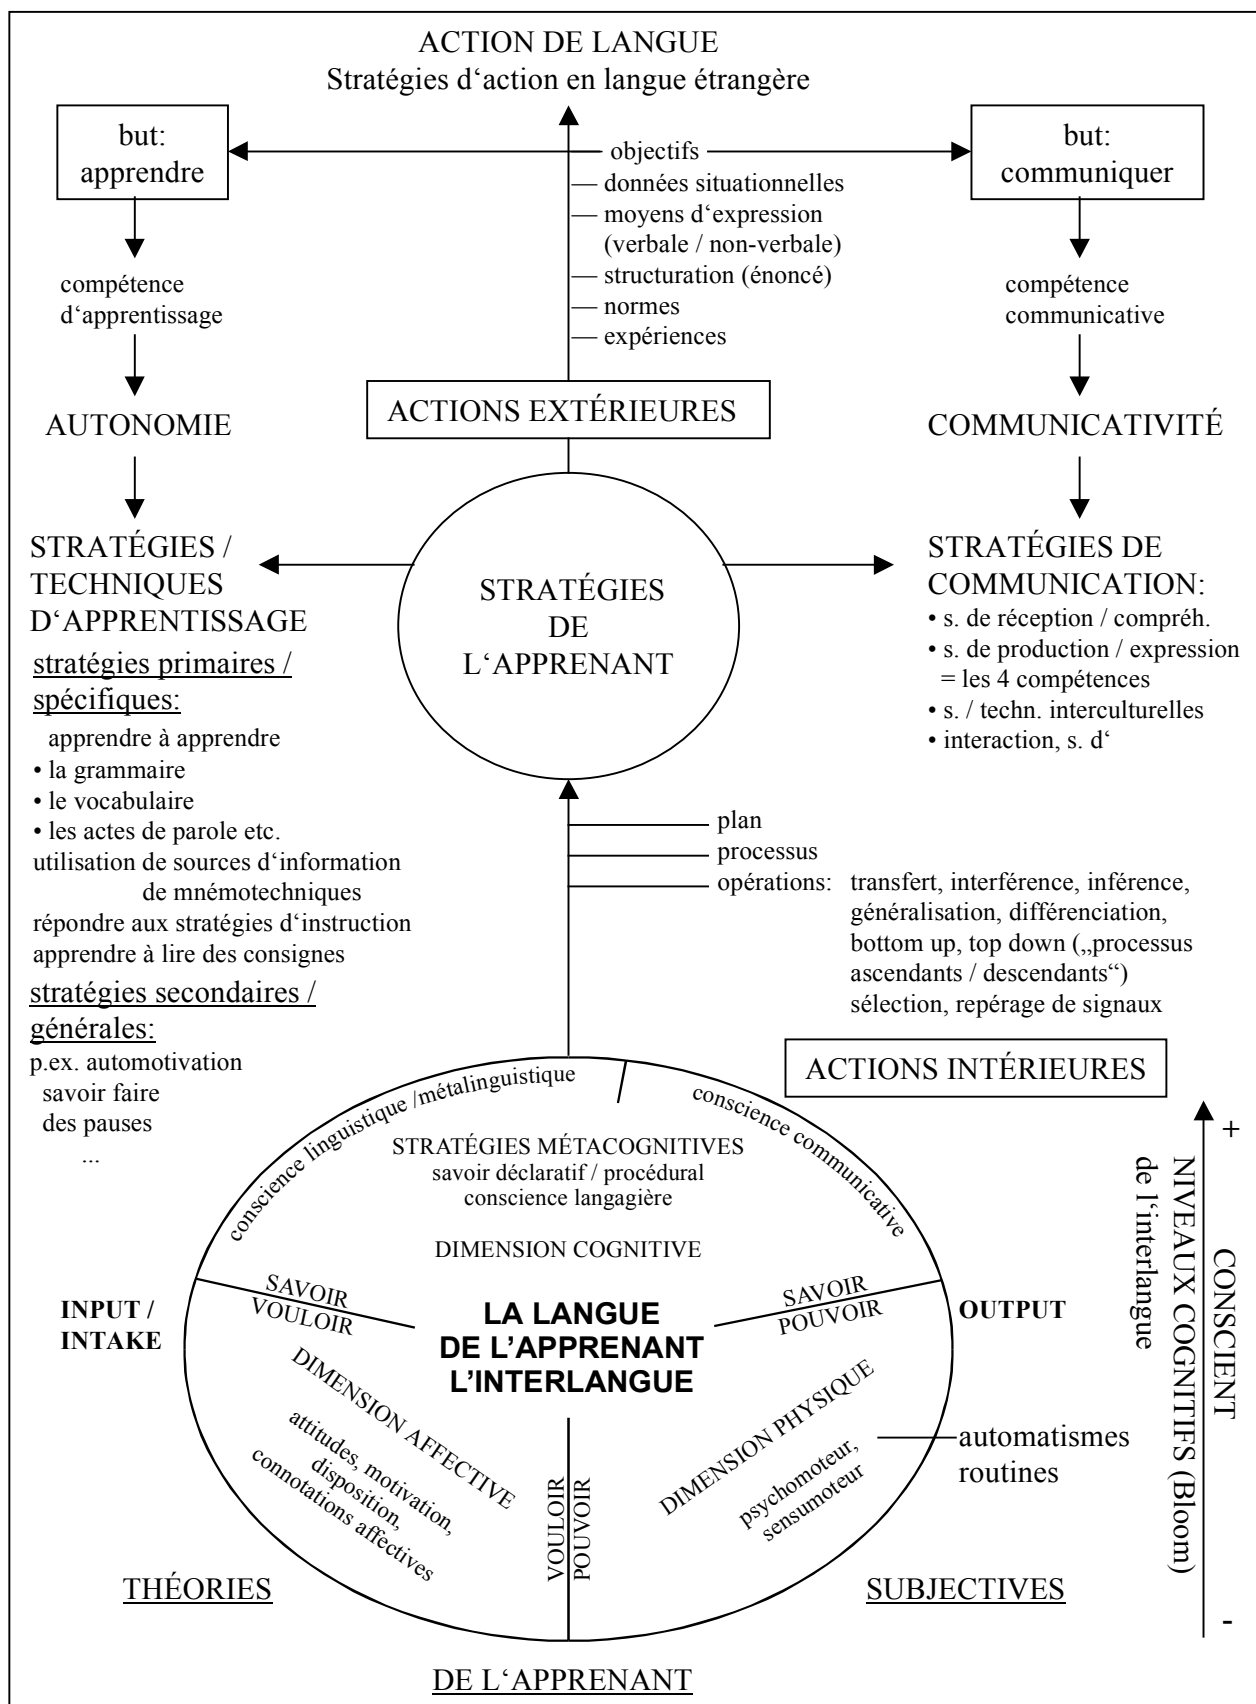 ACTION DE LANGUE
Stratégies d‘action en langue étrangère
but:
apprendre
but:
communiquer
objectifs
données situationnelles
moyens d‘expression
(verbale / non-verbale)
structuration (énoncé)
normes
expériences
compétence
d‘apprentissage
compétence
communicative
ACTIONS EXTÉRIEURES
AUTONOMIE
COMMUNICATIVITÉ
STRATÉGIES /
TECHNIQUES
D‘APPRENTISSAGE
stratégies primaires /
spécifiques:
apprendre à apprendre
• la grammaire
• le vocabulaire
• les actes de parole etc.
utilisation de sources d‘information
de mnémotechniques
répondre aux stratégies d‘instruction
apprendre à lire des consignes
stratégies secondaires /
générales:
p.ex. automotivation
savoir faire
des pauses
...
STRATÉGIES
DE
L‘APPRENANT
STRATÉGIES DE
COMMUNICATION:
• s. de réception / compréh.
• s. de production / expression
= les 4 compétences
• s. / techn. interculturelles
• interaction, s. d‘
plan
processus
opérations: transfert, interférence, inférence,
généralisation, différenciation,
bottom up, top down („processus
ascendants / descendants“)
sélection, repérage de signaux
ACTIONS INTÉRIEURES
conscience linguistique /métalinguistique
conscience communicative
STRATÉGIES MÉTACOGNITIVES
savoir déclaratif / procédural
conscience langagière
DIMENSION COGNITIVE
SAVOIR
VOULOIR
SAVOIR
POUVOIR
INPUT /
INTAKE
OUTPUT
LA LANGUE
DE L’APPRENANT
L’INTERLANGUE
DIMENSION AFFECTIVE
attitudes, motivation,
disposition,
connotations affectives
VOULOIR
POUVOIR
DIMENSION PHYSIQUE
psychomoteur,
sensumoteur
automatismes
routines
THÉORIES
SUBJECTIVES
DE L‘APPRENANT
+
CONSCIENT
NIVEAUX COGNITIFS (Bloom)
de l‘interlangue
-